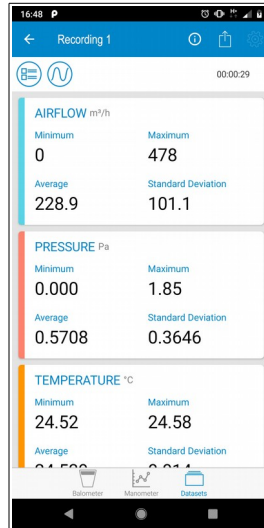 16:48
Recording 1
00:00:29
AIRFLOW m³/h
Minimum Maximum
0 478
Average Standard Deviation
228.9 101.1
PRESSURE Pa
Minimum Maximum
0.000 1.85
Average Standard Deviation
0.5708 0.3646
TEMPERATURE °C
Minimum Maximum
24.52 24.58
Average Standard Deviation
Balometer Manometer Datasets